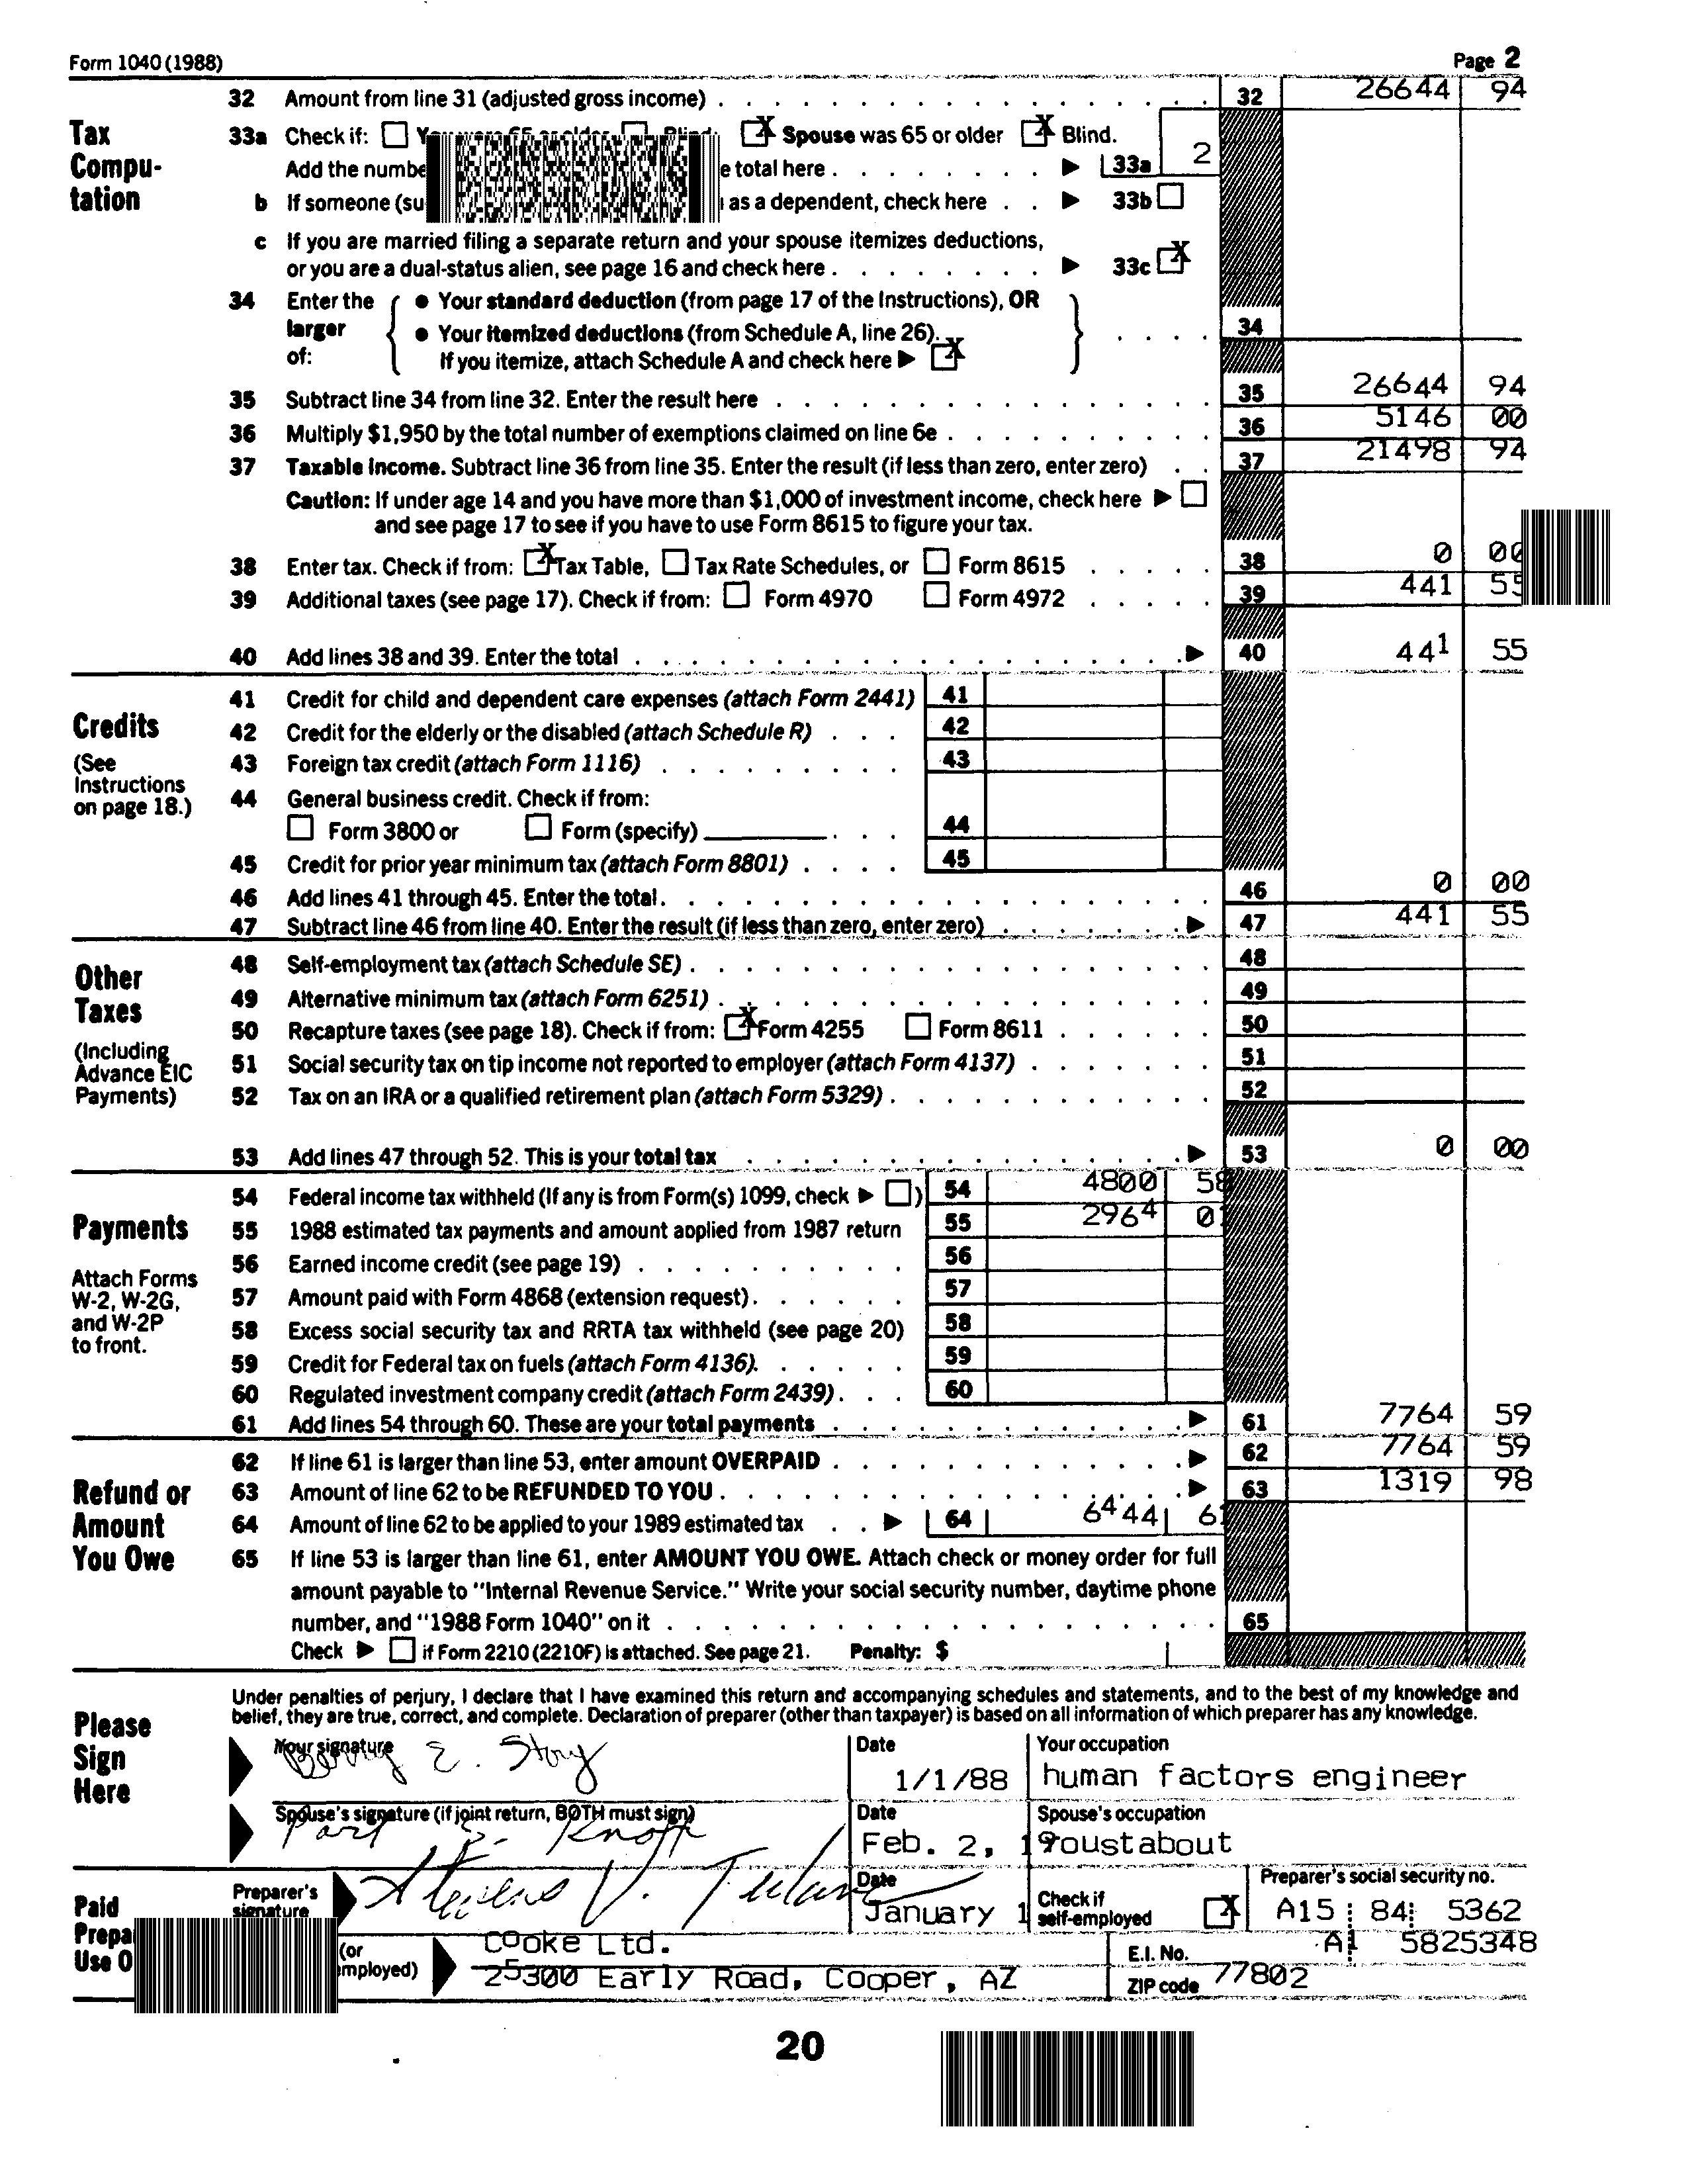 Form 1040 (1988) Page 2
32 Amount from line 31 (adjusted gross income) 32 26644 94
Tax Computation
33a Check if: Spouse was 65 or older X Blind. X
Add the numbe e total here 33a 2
b If someone (su as a dependent, check here 33b
c If you are married filing a separate return and your spouse itemizes deductions,
or you are a dual-status alien, see page 16 and check here 33c X
34 Enter the larger of:
• Your standard deduction (from page 17 of the Instructions), OR
• Your itemized deductions (from Schedule A, line 26). 34
If you itemize, attach Schedule A and check here X
35 Subtract line 34 from line 32. Enter the result here 35 26644 94
36 Multiply $1,950 by the total number of exemptions claimed on line 6e 36 5146 00
37 Taxable income. Subtract line 36 from line 35. Enter the result (if less than zero, enter zero) 37 21498 94
Caution: If under age 14 and you have more than $1,000 of investment income, check here
and see page 17 to see if you have to use Form 8615 to figure your tax.
38 Enter tax. Check if from: X Tax Table, Tax Rate Schedules, or Form 8615 38 0 00
39 Additional taxes (see page 17). Check if from: Form 4970 Form 4972 39 441 55
40 Add lines 38 and 39. Enter the total 40 441 55
Credits
(See Instructions on page 18.)
41 Credit for child and dependent care expenses (attach Form 2441) 41
42 Credit for the elderly or the disabled (attach Schedule R) 42
43 Foreign tax credit (attach Form 1116) 43
44 General business credit. Check if from:
Form 3800 or Form (specify) 44
45 Credit for prior year minimum tax (attach Form 8801) 45
46 Add lines 41 through 45. Enter the total. 46 0 00
47 Subtract line 46 from line 40. Enter the result (if less than zero, enter zero) 47 441 55
Other Taxes
(Including Advance EIC Payments)
48 Self-employment tax (attach Schedule SE) 48
49 Alternative minimum tax (attach Form 6251) 49
50 Recapture taxes (see page 18). Check if from: X Form 4255 Form 8611 50
51 Social security tax on tip income not reported to employer (attach Form 4137) 51
52 Tax on an IRA or a qualified retirement plan (attach Form 5329) 52
53 Add lines 47 through 52. This is your total tax 53 0 00
Payments
Attach Forms W-2, W-2G, and W-2P to front.
54 Federal income tax withheld (If any is from Form(s) 1099, check ) 54 4800 58
55 1988 estimated tax payments and amount applied from 1987 return 55 2964 0
56 Earned income credit (see page 19) 56
57 Amount paid with Form 4868 (extension request) 57
58 Excess social security tax and RRTA tax withheld (see page 20) 58
59 Credit for Federal tax on fuels (attach Form 4136) 59
60 Regulated investment company credit (attach Form 2439) 60
61 Add lines 54 through 60. These are your total payments 61 7764 59
Refund or Amount You Owe
62 If line 61 is larger than line 53, enter amount OVERPAID 62 7764 59
63 Amount of line 62 to be REFUNDED TO YOU 63 1319 98
64 Amount of line 62 to be applied to your 1989 estimated tax 64 6444 61
65 If line 53 is larger than line 61, enter AMOUNT YOU OWE. Attach check or money order for full
amount payable to "Internal Revenue Service." Write your social security number, daytime phone
number, and "1988 Form 1040" on it 65
Check if Form 2210 (2210F) is attached. See page 21. Penalty: $
Please Sign Here
Under penalties of perjury, I declare that I have examined this return and accompanying schedules and statements, and to the best of my knowledge and
belief, they are true, correct, and complete. Declaration of preparer (other than taxpayer) is based on all information of which preparer has any knowledge.
Your signature Date Your occupation
E. Story 1/1/88 human factors engineer
Spouse's signature (if joint return, BOTH must sign) Date Spouse's occupation
Knoff Feb. 2, roustabout
Paid Prepa Use O
Preparer's signature Date Check if self-employed X Preparer's social security no.
V. January 1 A15 84 5362
(or mployed) Cooke Ltd. E.I. No. A1 5825348
25300 Early Road, Cooper, AZ ZIP code 77802
20